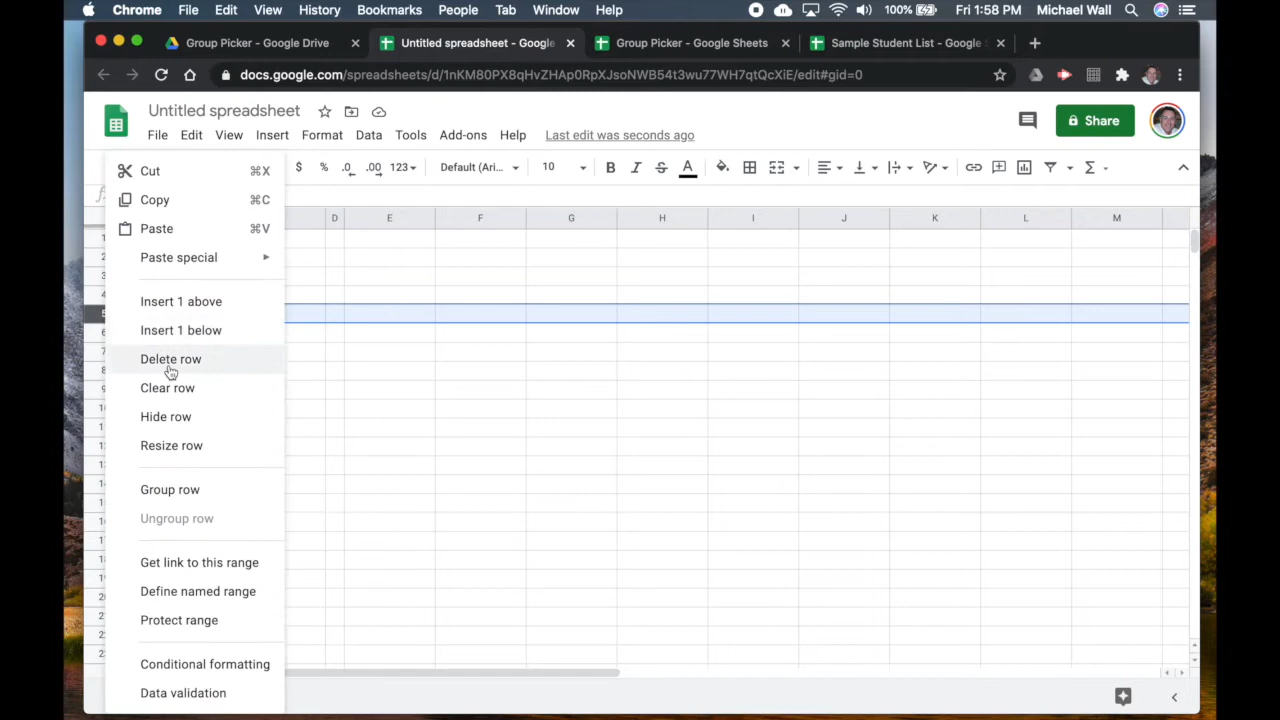 Chrome File Edit View History Bookmarks People Tab Window Help 100% Fri 1:58 PM Michael Wall
Group Picker - Google Drive Untitled spreadsheet - Google Group Picker - Google Sheets Sample Student List - Google S
docs.google.com/spreadsheets/d/1nKM80PX8qHvZHAp0RpXJsoNWB54t3wu77WH7qtQcXiE/edit#gid=0
Untitled spreadsheet
File Edit View Insert Format Data Tools Add-ons Help Last edit was seconds ago
Share
$ % .0 .00 123 Default (Ari... 10 B I S A Σ
Cut ⌘X
Copy ⌘C
Paste ⌘V
Paste special
Insert 1 above
Insert 1 below
Delete row
Clear row
Hide row
Resize row
Group row
Ungroup row
Get link to this range
Define named range
Protect range
Conditional formatting
Data validation
D E F G H I J K L M